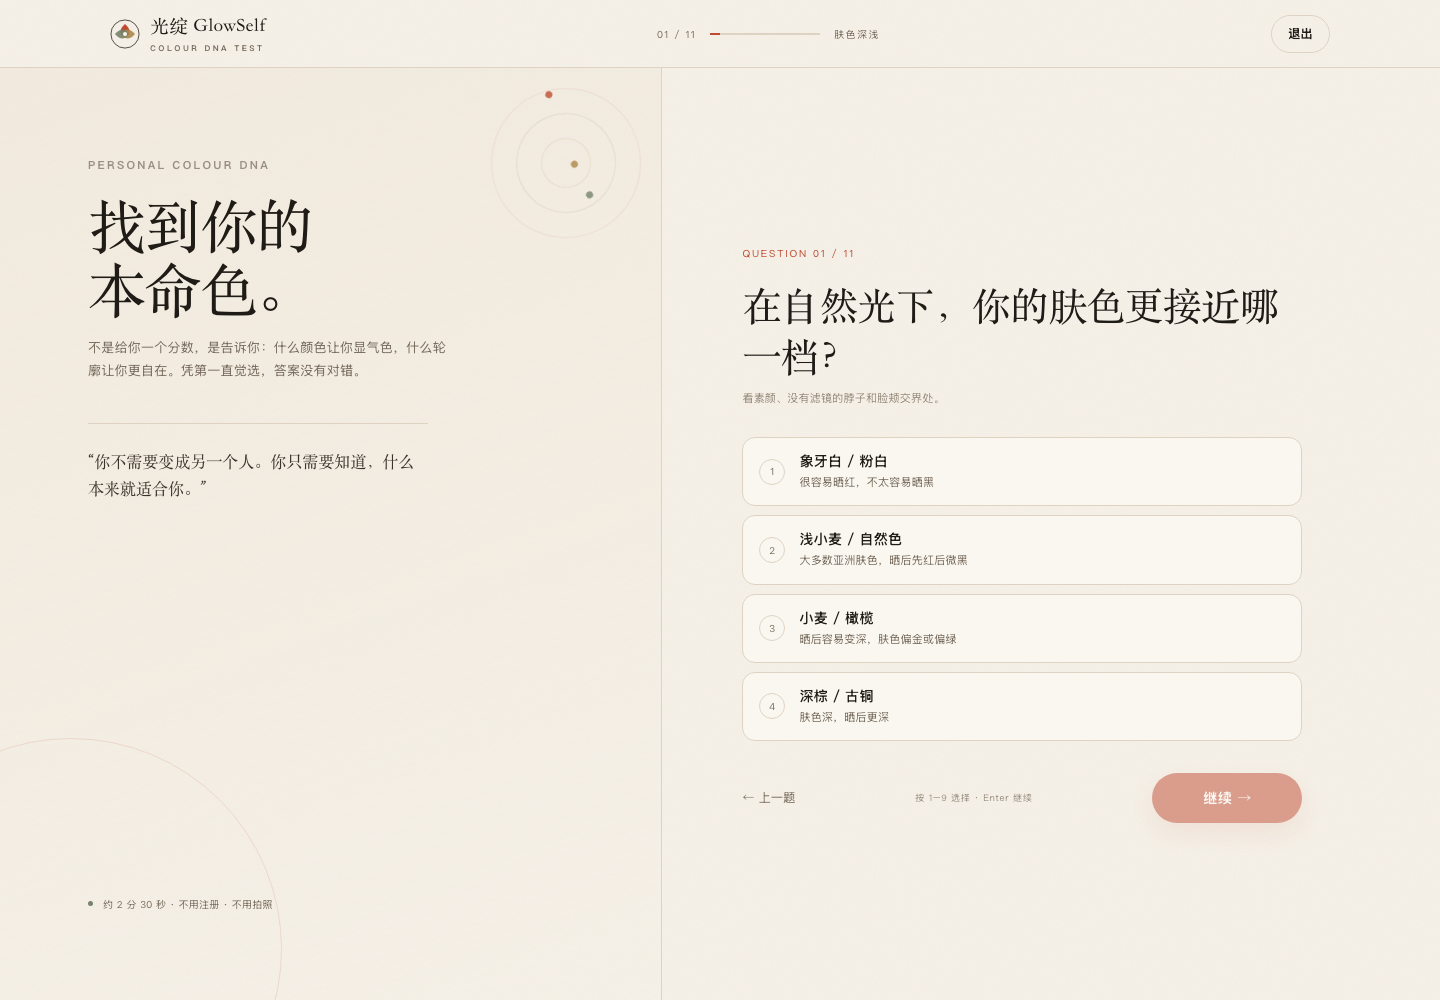 光绽 GlowSelf
COLOUR DNA TEST
01 / 11
肤色深浅
退出
PERSONAL COLOUR DNA
找到你的
本命色。
不是给你一个分数，是告诉你：什么颜色让你显气色，什么轮
廓让你更自在。凭第一直觉选，答案没有对错。
“你不需要变成另一个人。你只需要知道，什么
本来就适合你。”
约 2 分 30 秒 · 不用注册 · 不用拍照
QUESTION 01 / 11
在自然光下，你的肤色更接近哪
一档？
看素颜、没有滤镜的脖子和脸颊交界处。
1
象牙白 / 粉白
很容易晒红，不太容易晒黑
2
浅小麦 / 自然色
大多数亚洲肤色，晒后先红后微黑
3
小麦 / 橄榄
晒后容易变深，肤色偏金或偏绿
4
深棕 / 古铜
肤色深，晒后更深
← 上一题
按 1–9 选择 · Enter 继续
继续 →